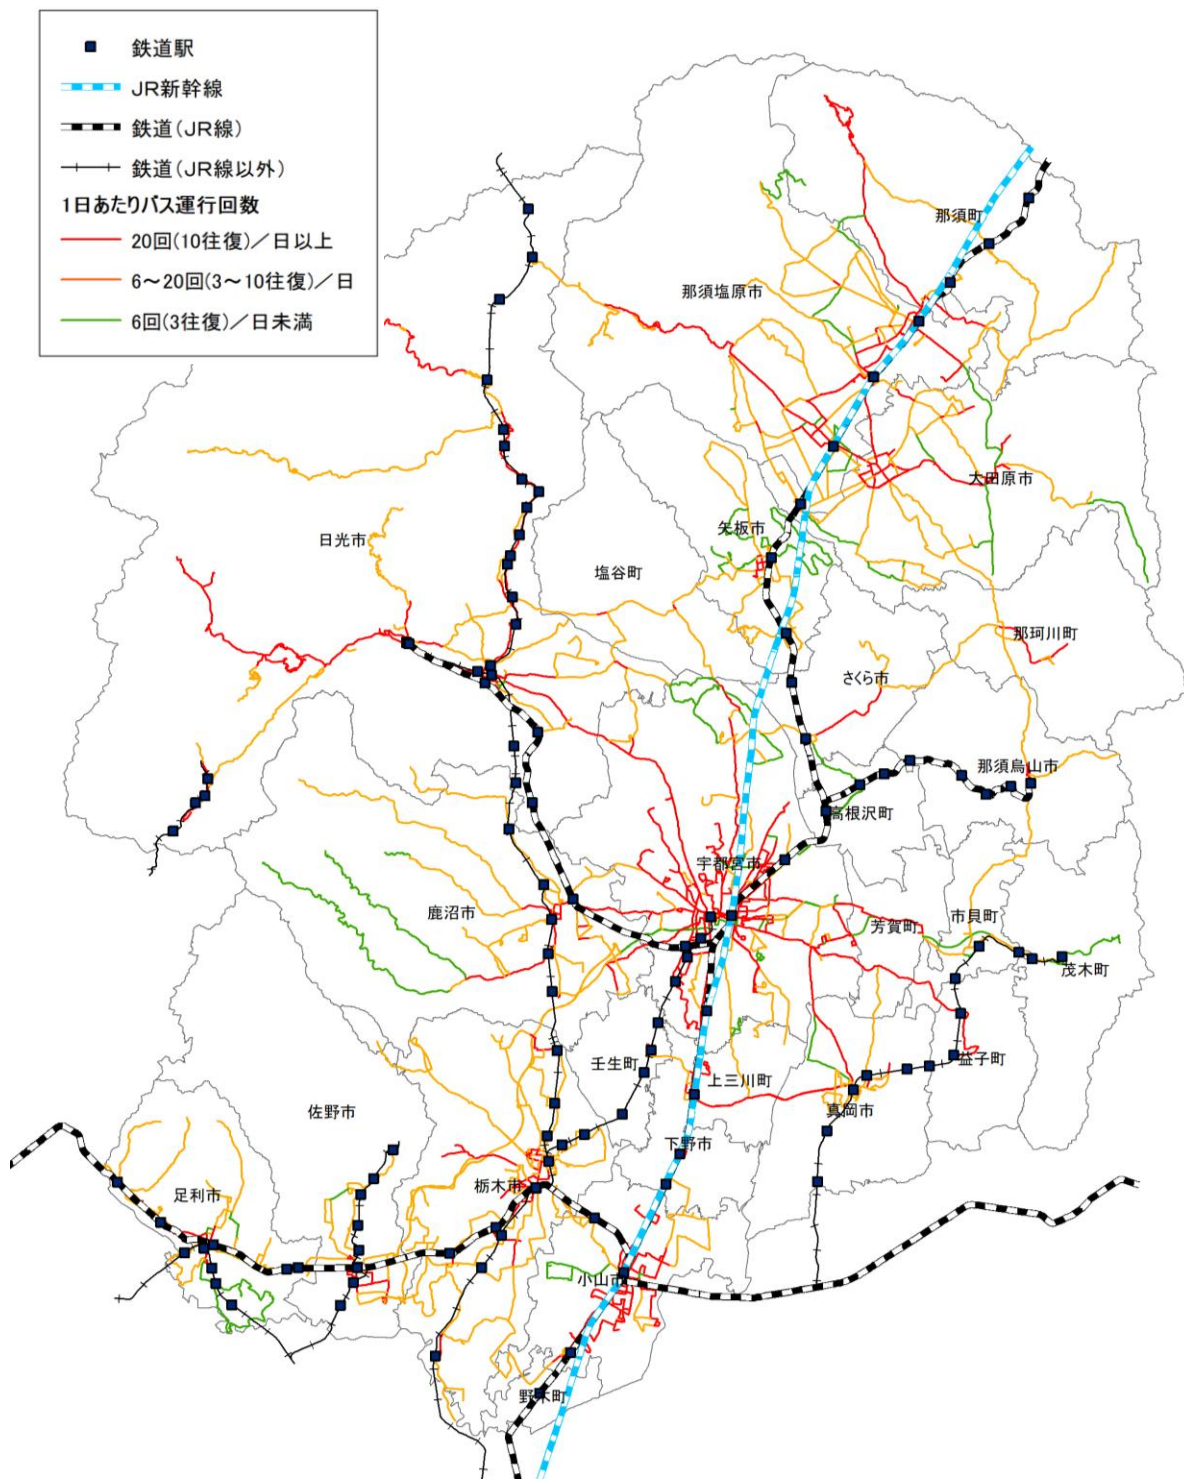 鉄道駅
JR新幹線
鉄道(JR線)
鉄道(JR線以外)
1日あたりバス運行回数
20回(10往復)/日以上
6~20回(3~10往復)/日
6回(3往復)/日未満
那須町
那須塩原市
大田原市
矢板市
日光市
塩谷町
那珂川町
さくら市
那須烏山市
高根沢町
宇都宮市
鹿沼市
芳賀町
市貝町
茂木町
壬生町
益子町
上三川町
真岡市
佐野市
下野市
栃木市
足利市
小山市
野木町